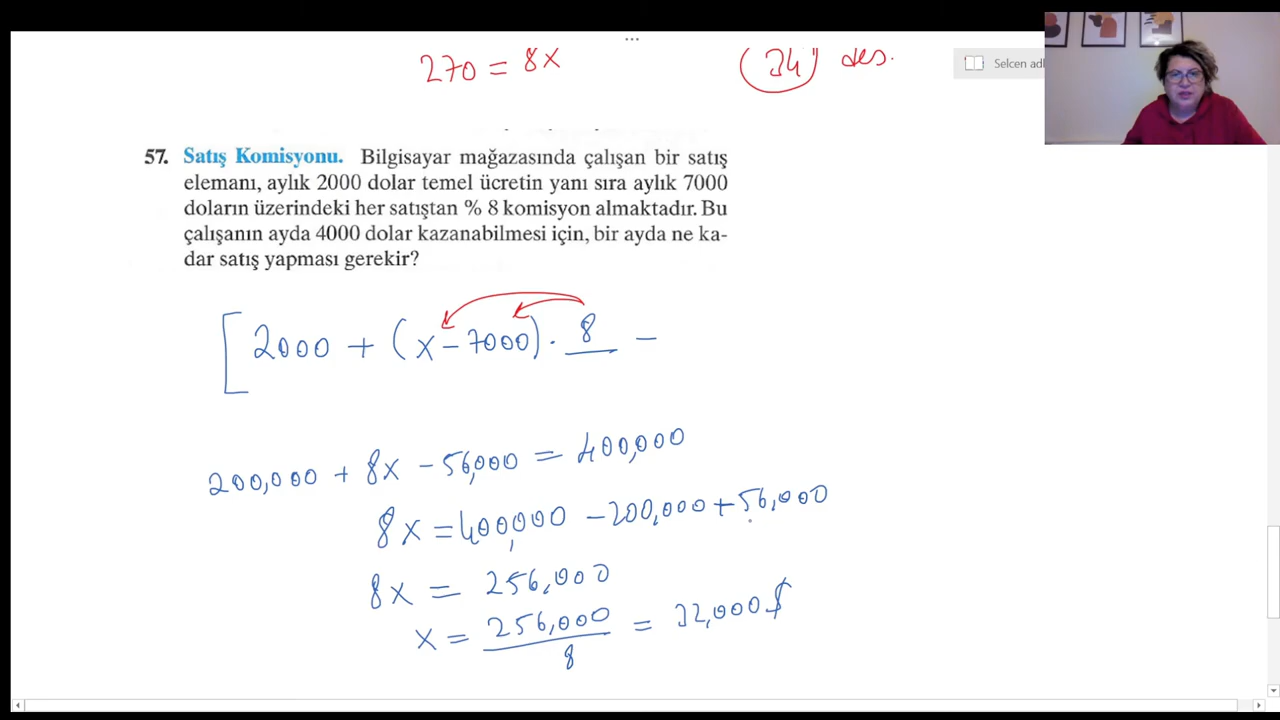 ...
270 = 8x
(34) des.
Selcen adl
57. Satış Komisyonu. Bilgisayar mağazasında çalışan bir satış
elemanı, aylık 2000 dolar temel ücretin yanı sıra aylık 7000
doların üzerindeki her satıştan % 8 komisyon almaktadır. Bu
çalışanın ayda 4000 dolar kazanabilmesi için, bir ayda ne ka-
dar satış yapması gerekir?
[2000 + (x - 7000) . 8 -
200,000 + 8x - 56,000 = 400,000
8x = 400,000 - 200,000 + 56,000
8x = 256,000
x = 256,000 / 8 = 32,000 $